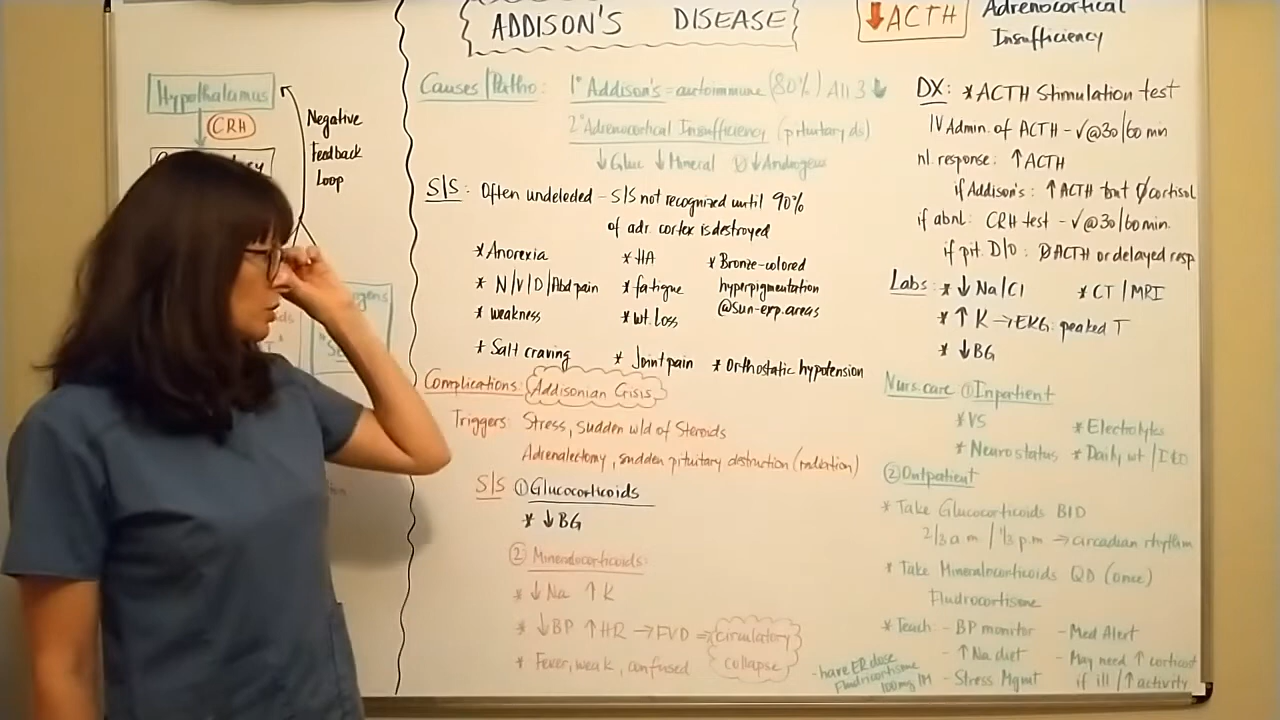 ADDISON'S DISEASE
↓ACTH
Adrenocortical
Insufficiency
Hypothalamus
CRH
Negative
Feedback
Loop
Causes/Patho: 1° Addison's = autoimmune (80%) All 3 ↓
2° Adrenocortical Insufficiency (pituitary ds)
↓Gluc ↓Mineral Ø↓Androgens
S/S: Often undeleded - S/S not recognized until 90%
of adr. cortex is destroyed
* Anorexia
* N/V/D/Abd pain
* weakness
* Salt craving
* HA
* fatigue
* wt. loss
* Joint pain
* Bronze-colored
hyperpigmentation
@Sun-exp. areas
* Orthostatic hypotension
Complications: Addisonian Crisis
Triggers: Stress, sudden w/d of Steroids
Adrenalectomy, sudden pituitary destruction (radiation)
S/S ① Glucocorticoids
* ↓BG
② Mineralocorticoids:
* ↓Na ↑K
* ↓BP ↑HR → FVD ⇒ circulatory
collapse
* Fever, weak, confused
DX: * ACTH Stimulation test
IV Admin. of ACTH - √@30/60 min
nl. response: ↑ACTH
if Addison's: ↑ACTH but Ø cortisol
if abnl: CRH test - √@30/60 min.
if pit. D/O: ØACTH or delayed resp
Labs: * ↓Na/Cl * CT/MRI
* ↑K → EKG: peaked T
* ↓BG
Nurs. care ① Inpatient
* VS
* Neurostatus
* Electrolytes
* Daily wt/I&O
② Outpatient
* Take Glucocorticoids BID
2/3 a.m. / 1/3 p.m → circadian rhythm
* Take Mineralocorticoids QD (once)
Fludrocortisone
* Teach: - BP monitor
- ↑Na diet
- Stress Mgmt
- Med Alert
- May need ↑ corticost
if ill/↑activity
- have ER dose
Fludricortisone
100mg IM